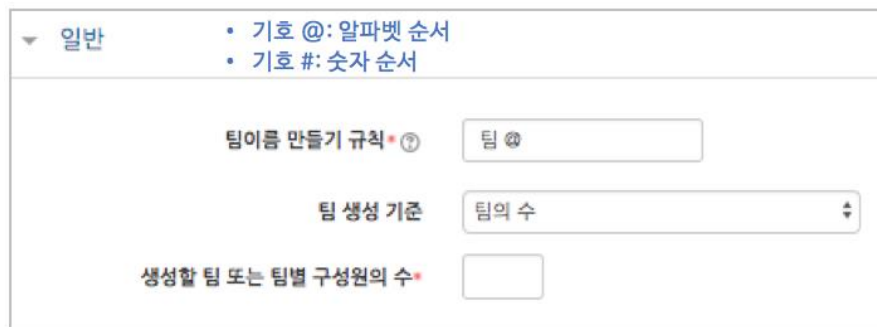 일반
• 기호 @: 알파벳 순서
• 기호 #: 숫자 순서
팀이름 만들기 규칙* ?
팀 @
팀 생성 기준
팀의 수
생성할 팀 또는 팀별 구성원의 수*